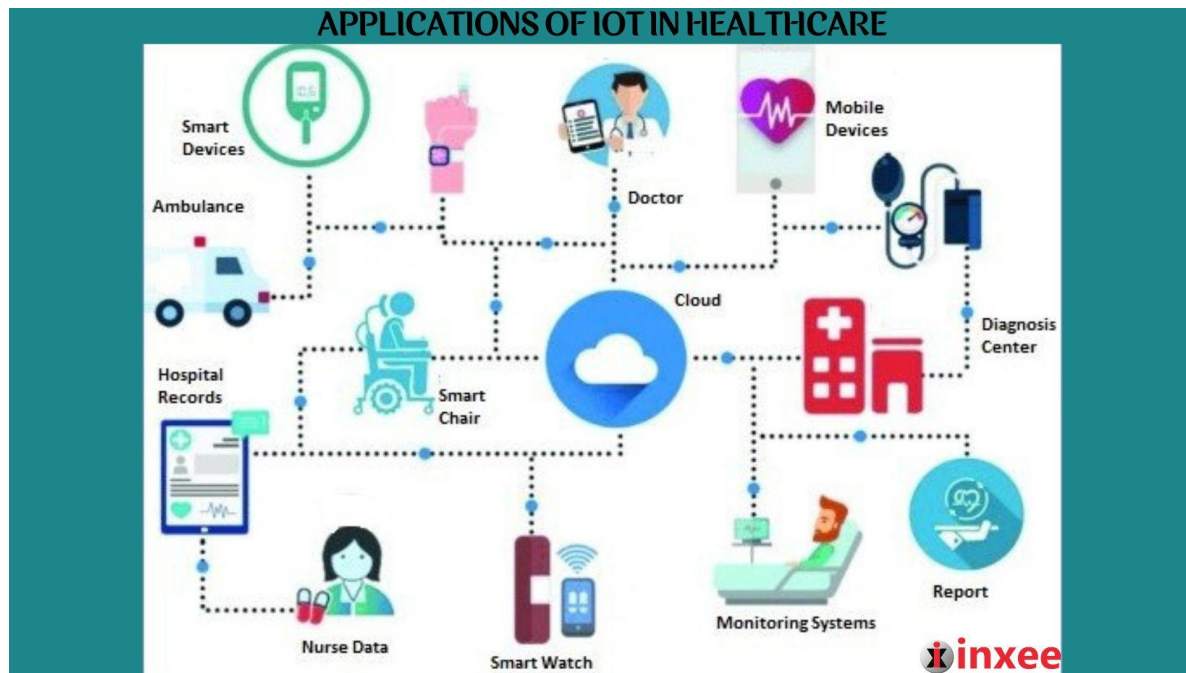 APPLICATIONS OF IOT IN HEALTHCARE
Smart
Devices
Mobile
Devices
Ambulance
Doctor
Cloud
Diagnosis
Center
Hospital
Records
Smart
Chair
Report
Monitoring Systems
Nurse Data
Smart Watch
inxee